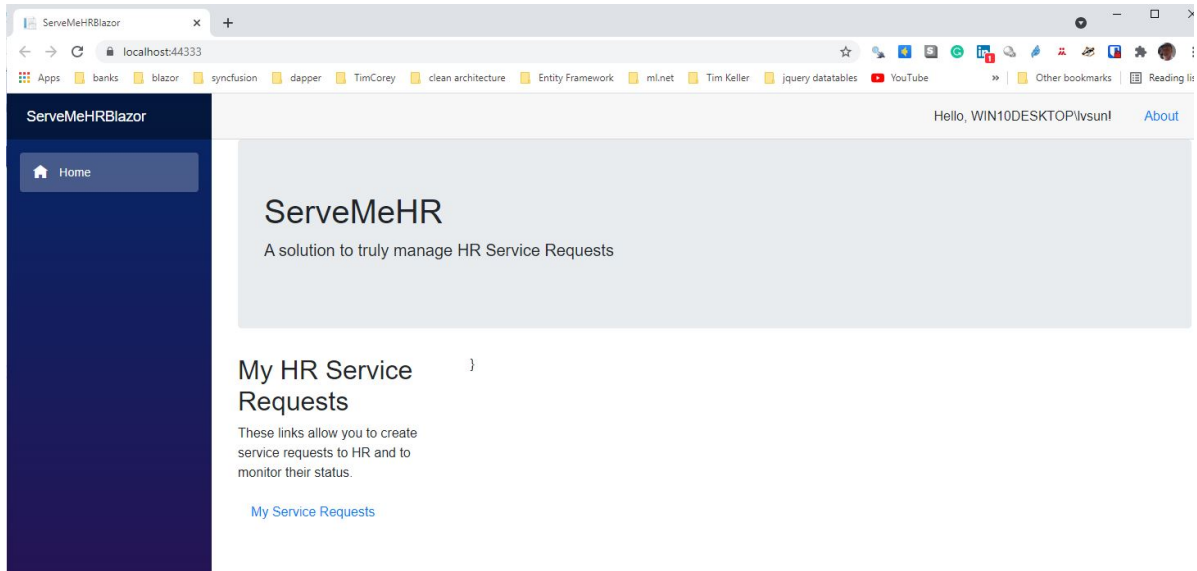 ServeMeHRBlazor
localhost:44333
Apps banks blazor syncfusion dapper TimCorey clean architecture Entity Framework ml.net Tim Keller jquery datatables YouTube » Other bookmarks Reading lis
ServeMeHRBlazor
Hello, WIN10DESKTOP\lvsun! About
Home
ServeMeHR
A solution to truly manage HR Service Requests
My HR Service
Requests
}
These links allow you to create
service requests to HR and to
monitor their status.
My Service Requests